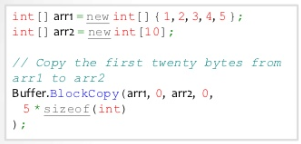 int[] arr1 = new int[] { 1, 2, 3, 4, 5 };
int[] arr2 = new int[10];
// Copy the first twenty bytes from
arr1 to arr2
Buffer.BlockCopy(arr1, 0, arr2, 0,
5 * sizeof(int)
);